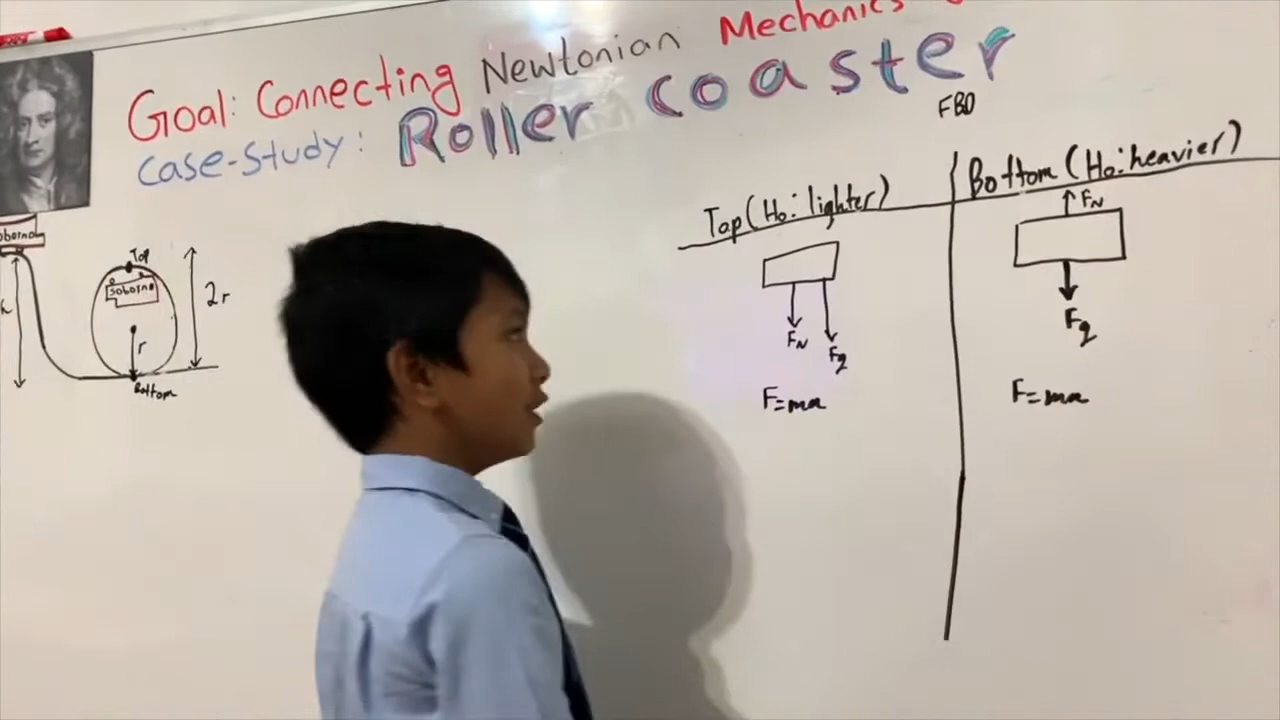 Goal: Connecting Newtonian Mechanics
Case-study: Roller coaster
FBD
Top (Ho: lighter)
Bottom (Ho: heavier)
FN
FN
Fg
Fg
F=ma
F=ma
Top
Soborno
2r
r
Bottom